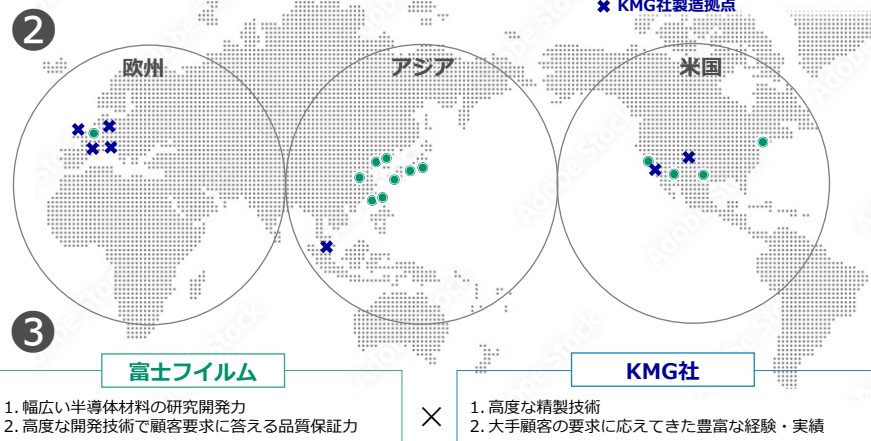 ✖ KMG社製造拠点
❷
欧州
アジア
米国
❸
富士フイルム
1. 幅広い半導体材料の研究開発力
2. 高度な開発技術で顧客要求に答える品質保証力
×
KMG社
1. 高度な精製技術
2. 大手顧客の要求に応えてきた豊富な経験・実績